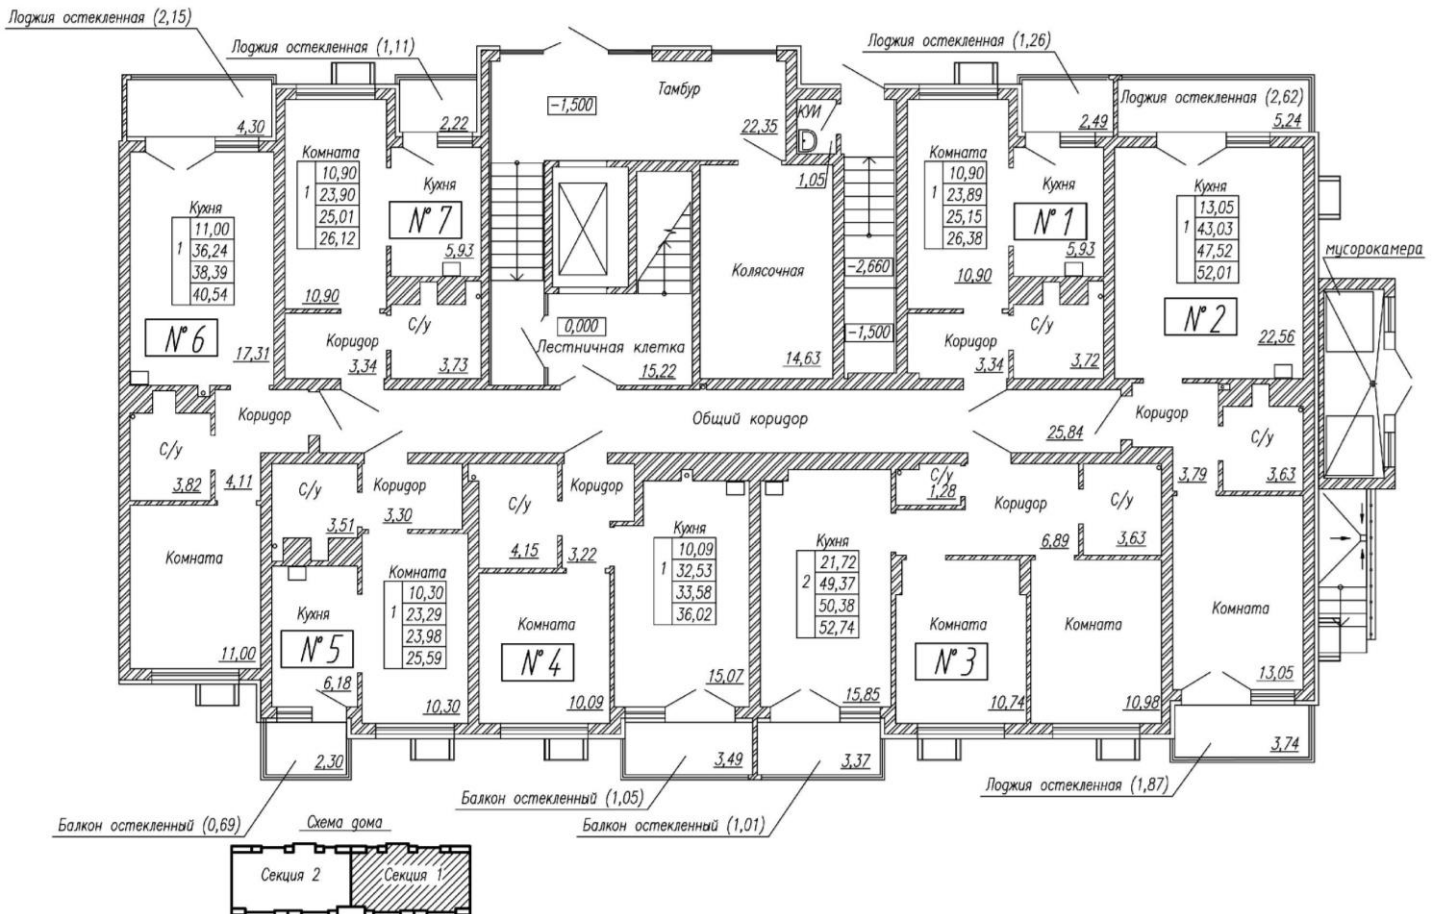 Лоджия остекленная (2,15)
Лоджия остекленная (1,11)
Лоджия остекленная (1,26)
Лоджия остекленная (2,62)
4,30
2,22
-1,500
Тамбур
22,35
КУИ
1,05
2,49
5,24
Кухня
1
11,00
36,24
38,39
40,54
№6
17,31
Комната
1
10,90
23,90
25,01
26,12
10,90
Кухня
№7
5,93
Коридор
3,34
С/у
3,73
0,000
Лестничная клетка
15,22
Колясочная
14,63
-2,660
-1,500
Комната
1
10,90
23,89
25,15
26,38
10,90
Кухня
№1
5,93
Коридор
3,34
С/у
3,72
Кухня
1
13,05
43,03
47,52
52,01
№2
22,56
мусорокамера
Коридор
4,11
С/у
3,82
Комната
11,00
Общий коридор
25,84
Коридор
3,79
С/у
3,63
Комната
13,05
С/у
3,51
Коридор
3,30
Кухня
№5
6,18
Комната
1
10,30
23,29
23,98
25,59
10,30
С/у
4,15
Коридор
3,22
Комната
№4
10,09
Кухня
1
10,09
32,53
33,58
36,02
15,07
Кухня
2
21,72
49,37
50,38
52,74
15,85
С/у
1,28
Коридор
6,89
С/у
3,63
Комната
№3
10,74
Комната
10,98
2,30
3,49
3,37
3,74
Балкон остекленный (0,69)
Балкон остекленный (1,05)
Балкон остекленный (1,01)
Лоджия остекленная (1,87)
Схема дома
Секция 2
Секция 1